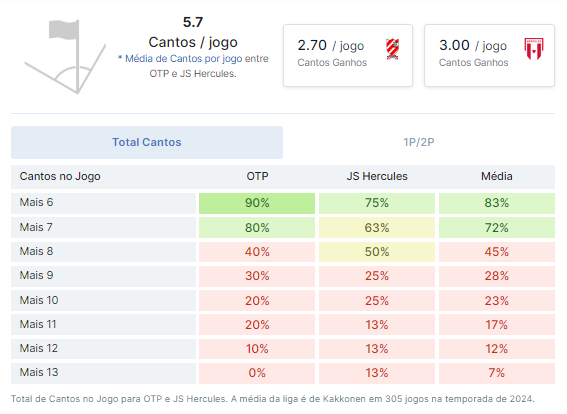 5.7
Cantos / jogo
* Média de Cantos por jogo entre
OTP e JS Hercules.
2.70 / jogo
Cantos Ganhos
3.00 / jogo
Cantos Ganhos
Total Cantos
1P/2P
Cantos no Jogo OTP JS Hercules Média
Mais 6 90% 75% 83%
Mais 7 80% 63% 72%
Mais 8 40% 50% 45%
Mais 9 30% 25% 28%
Mais 10 20% 25% 23%
Mais 11 20% 13% 17%
Mais 12 10% 13% 12%
Mais 13 0% 13% 7%
Total de Cantos no Jogo para OTP e JS Hercules. A média da liga é de Kakkonen em 305 jogos na temporada de 2024.